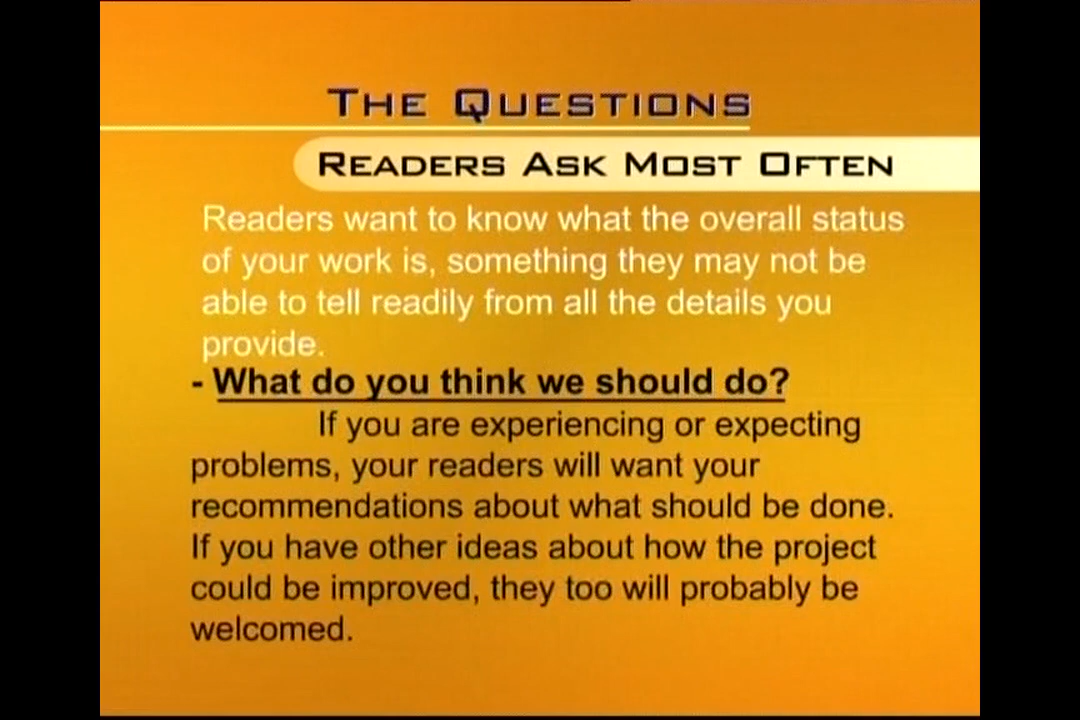 THE QUESTIONS
READERS ASK MOST OFTEN
Readers want to know what the overall status
of your work is, something they may not be
able to tell readily from all the details you
provide.
- What do you think we should do?
If you are experiencing or expecting
problems, your readers will want your
recommendations about what should be done.
If you have other ideas about how the project
could be improved, they too will probably be
welcomed.